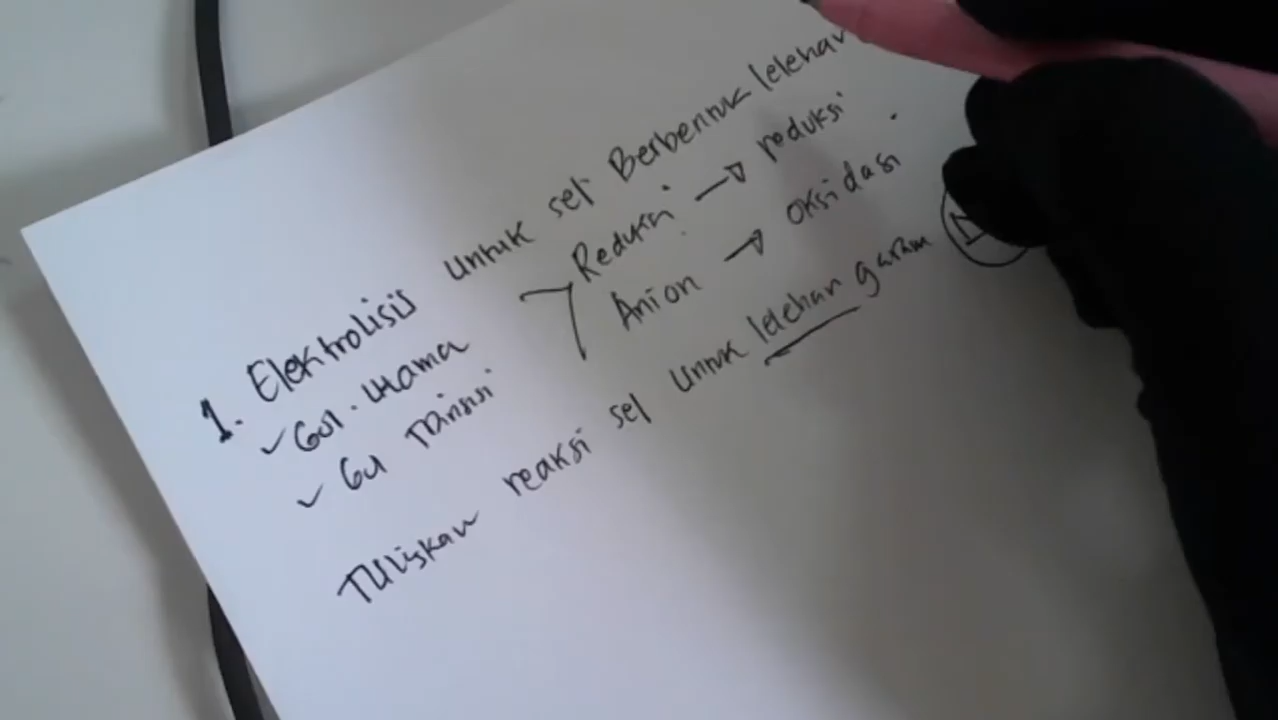 1. Elektrolisis untuk sel Berbentuk lelehan
✓ Gol. utama
Reduksi → reduksi
✓ Gol Transisi
Anion → oksidasi.
Tuliskan reaksi sel untuk lelehan garam